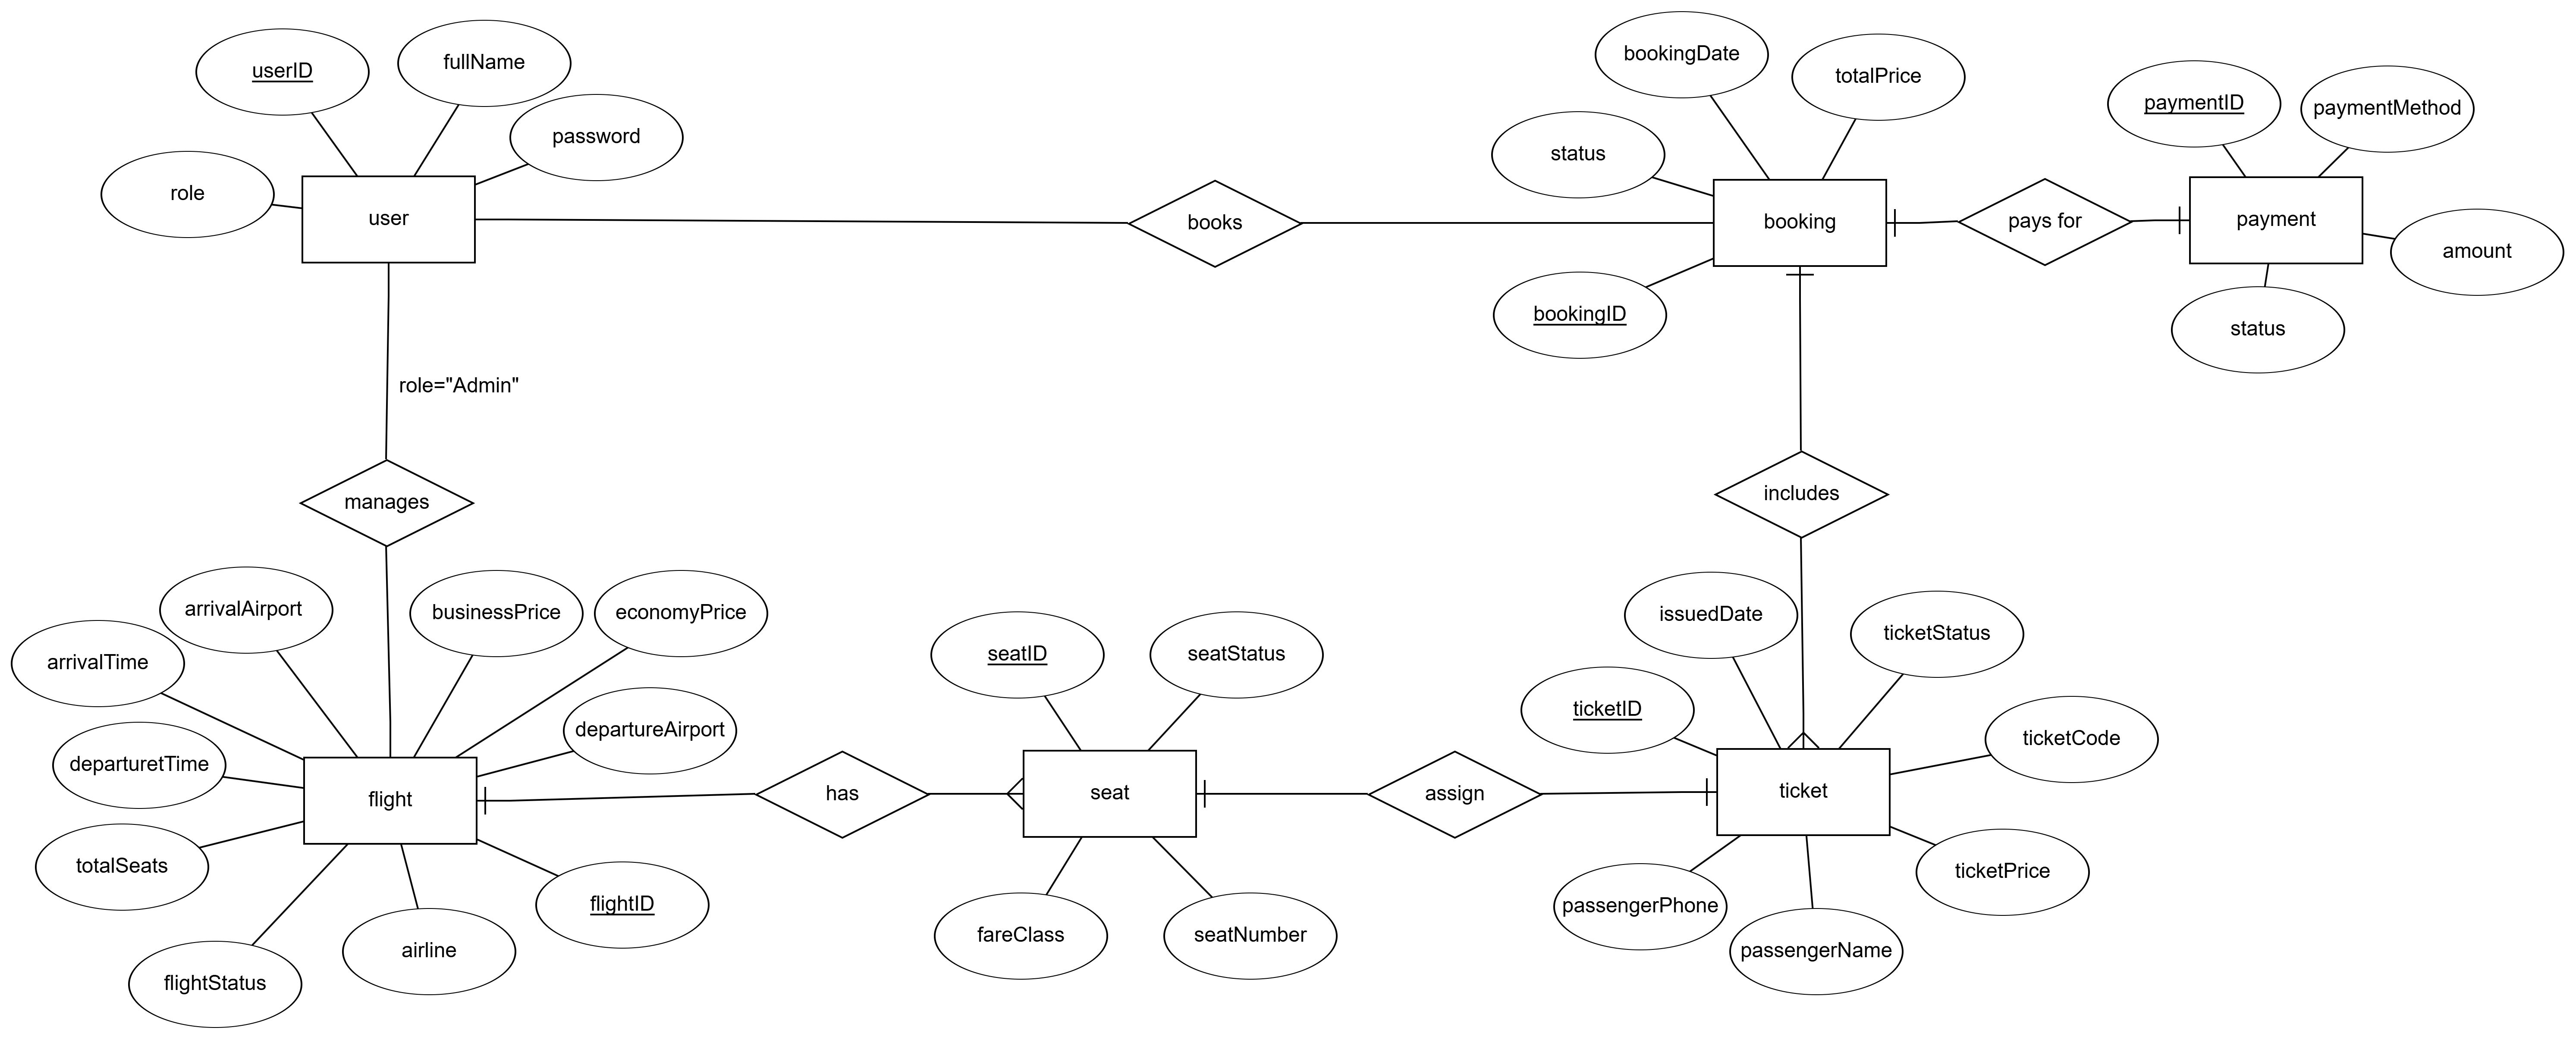 userID
fullName
password
role
user
books
bookingDate
totalPrice
status
booking
bookingID
pays for
paymentID
paymentMethod
payment
amount
status
role="Admin"
manages
includes
arrivalAirport
businessPrice
economyPrice
arrivalTime
departureAirport
departuretTime
flight
totalSeats
flightID
airline
flightStatus
has
seatID
seatStatus
seat
fareClass
seatNumber
assign
issuedDate
ticketStatus
ticketID
ticketCode
ticket
ticketPrice
passengerPhone
passengerName